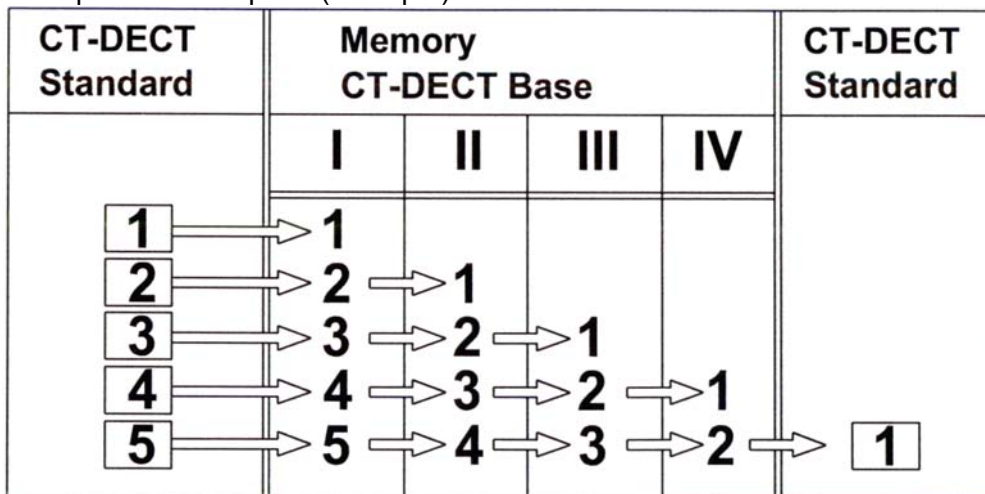 CT-DECT Standard
Memory CT-DECT Base
CT-DECT Standard
I II III IV
1 1
2 2 1
3 3 2 1
4 4 3 2 1
5 5 4 3 2 1